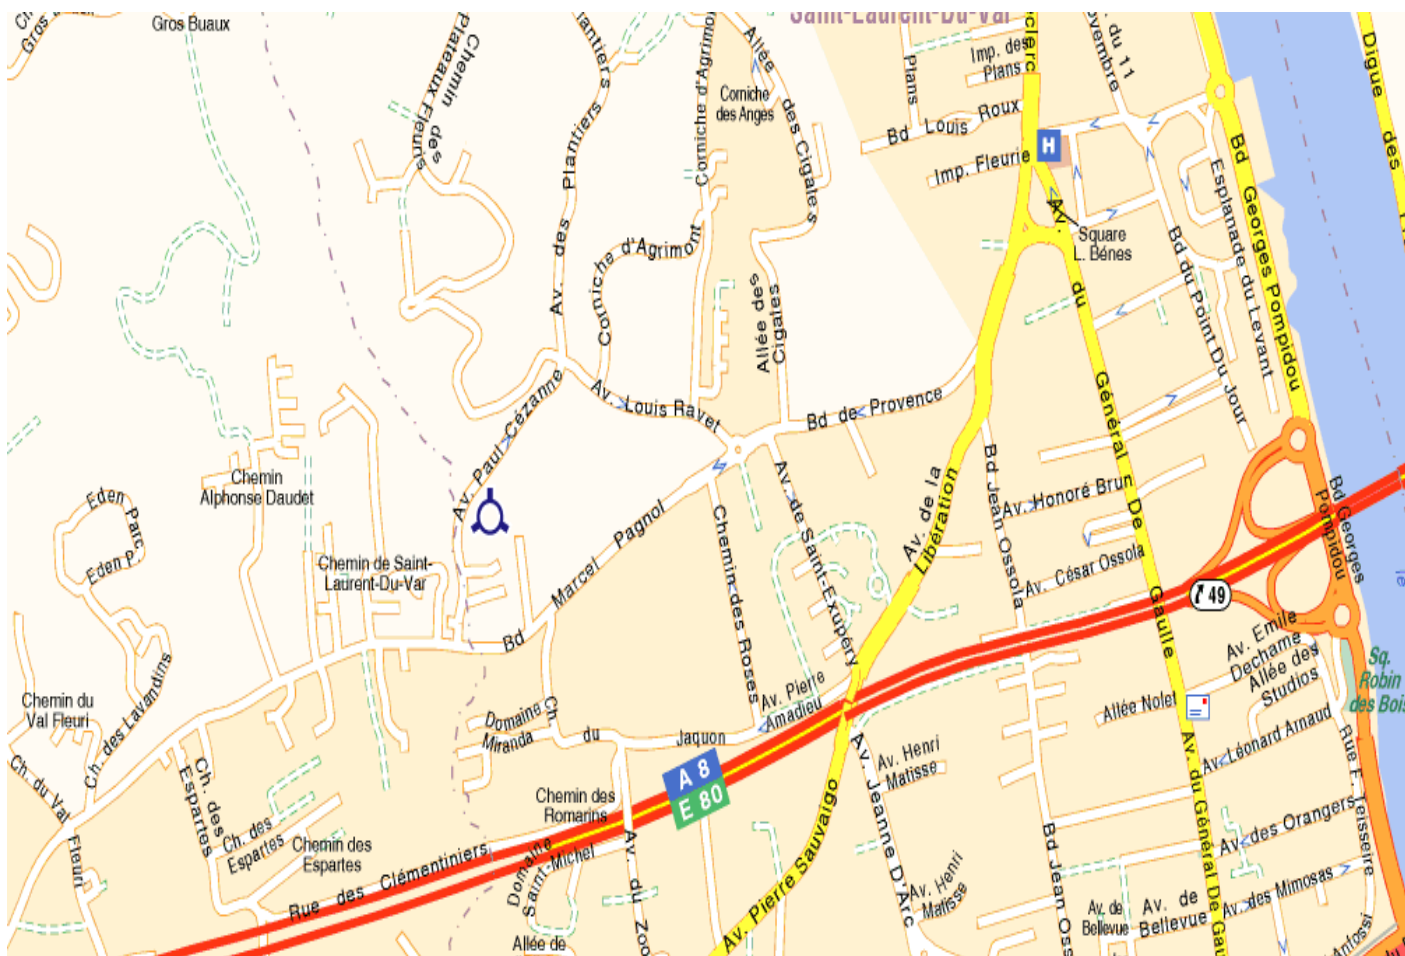 Saint-Laurent-Du-Var
Gros Buaux
Chemin des
Plateaux Fleuris
Av. des Plantiers
Corniche d'Agrimont
Allée des Cigales
Corniche
des Anges
Plans
Imp. des
Plans
Bd Louis Roux
Imp. Fleurie
H
du 11
Digue des
Bd Georges Pompidou
Esplanade du Levant
Square
L. Bénes
Bd du Point Du Jour
Corniche d'Agrimont
Allée des
Cigales
Av. du Général De Gaulle
Av. Paul Cézanne
Av. Louis Ravet
Bd de Provence
Chemin
Alphonse Daudet
Eden Parc
Eden P.
Chemin de Saint-
Laurent-Du-Var
Bd Marcel Pagnol
Chemin des Roses
Av. de Saint-Exupéry
Av. de la
Libération
Bd Jean Ossola
Av. Honoré Brun
Av. César Ossola
49
Bd Georges
Pompidou
Av. Emile
Dechame
Allée des
Studios
Sq.
Robin
des Bois
Chemin du
Val Fleuri
Ch. des Lavandins
Ch. du Val
Fleuri
Domaine
Miranda
Ch. du Jaquon
Av. Pierre
Amadieu
Allée Nolet
Av. Léonard Arnaud
Rue F. Teisseire
Av. Henri
Matisse
A 8
E 80
Ch. des
Espartes
Ch. des
Espartes
Chemin des
Espartes
Chemin des
Romarins
Rue des Clémentiniers
Domaine
Saint-Michel
Av. du Zoo
Allée de
Av. Pierre Sauvaigo
Av. Jeanne D'Arc
Av. Henri
Matisse
Bd Jean Oss
Av. du Général De Gau
Av. des Orangers
Av. des Mimosas
Av. de
Bellevue
Av. de
Bellevue